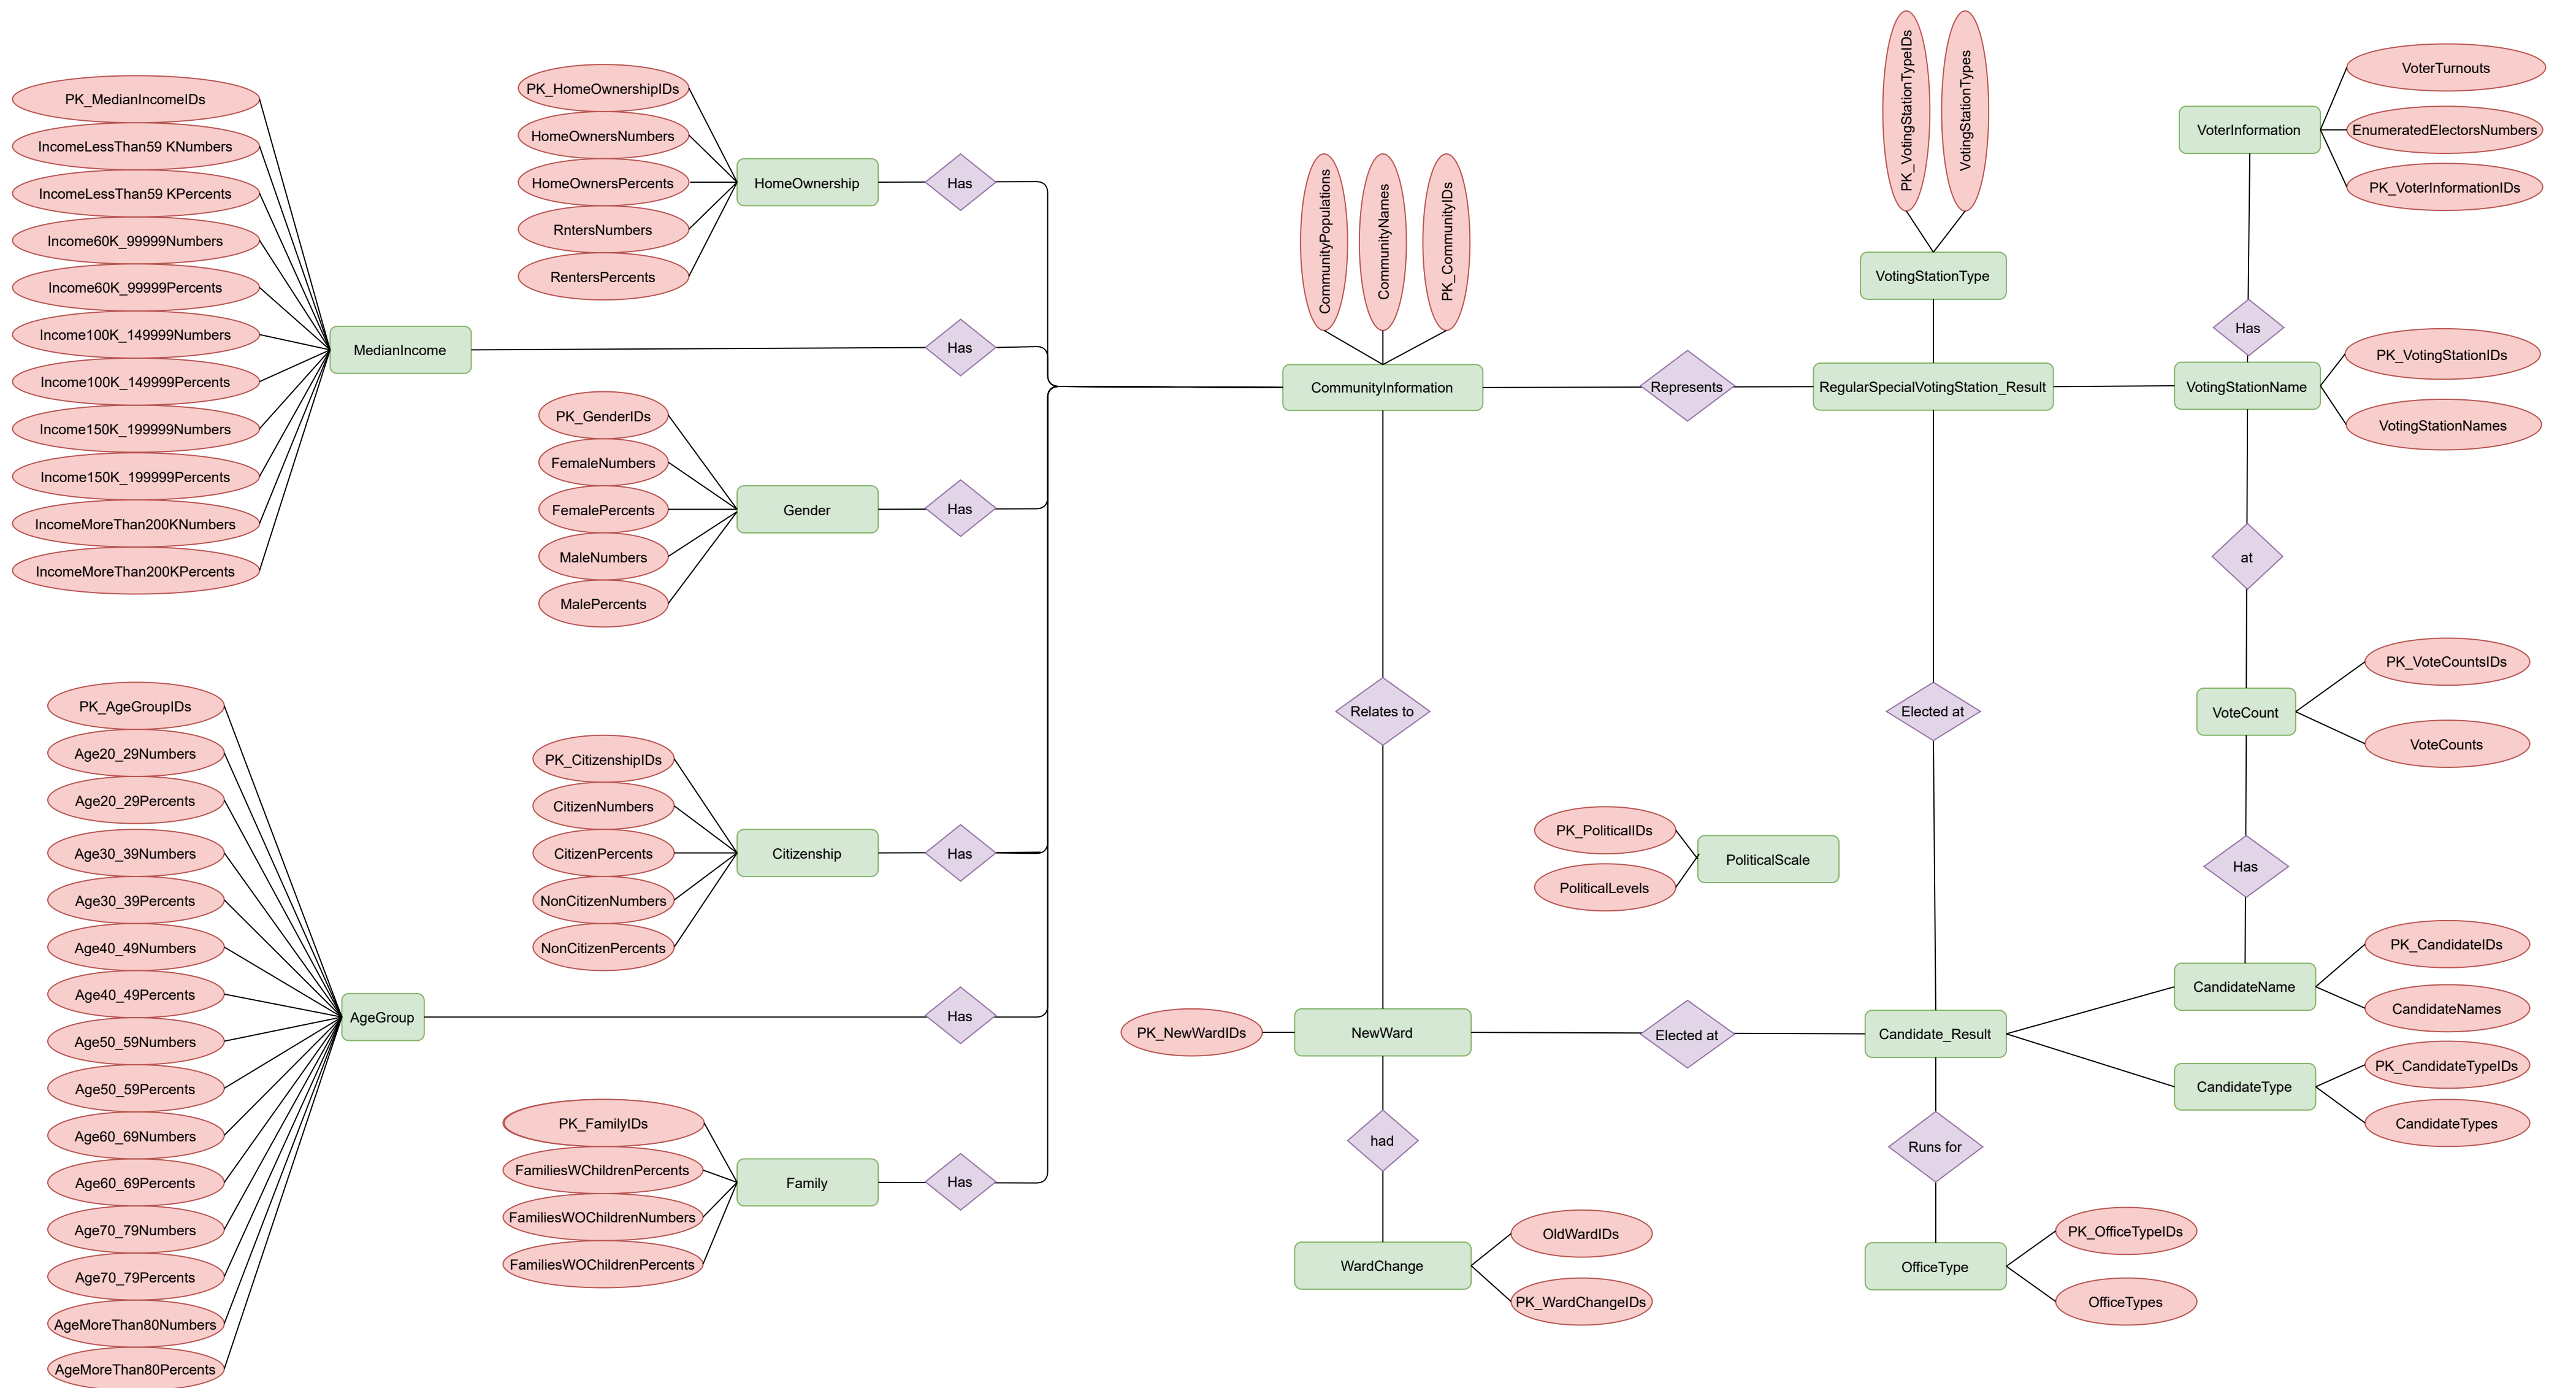 PK_MedianIncomeIDs
IncomeLessThan59 KNumbers
IncomeLessThan59 KPercents
Income60K_99999Numbers
Income60K_99999Percents
Income100K_149999Numbers
Income100K_149999Percents
Income150K_199999Numbers
Income150K_199999Percents
IncomeMoreThan200KNumbers
IncomeMoreThan200KPercents
MedianIncome
Has
PK_HomeOwnershipIDs
HomeOwnersNumbers
HomeOwnersPercents
RntersNumbers
RentersPercents
HomeOwnership
Has
PK_GenderIDs
FemaleNumbers
FemalePercents
MaleNumbers
MalePercents
Gender
Has
PK_AgeGroupIDs
Age20_29Numbers
Age20_29Percents
Age30_39Numbers
Age30_39Percents
Age40_49Numbers
Age40_49Percents
Age50_59Numbers
Age50_59Percents
Age60_69Numbers
Age60_69Percents
Age70_79Numbers
Age70_79Percents
AgeMoreThan80Numbers
AgeMoreThan80Percents
AgeGroup
Has
PK_CitizenshipIDs
CitizenNumbers
CitizenPercents
NonCitizenNumbers
NonCitizenPercents
Citizenship
Has
PK_FamilyIDs
FamiliesWChildrenPercents
FamiliesWOChildrenNumbers
FamiliesWOChildrenPercents
Family
Has
CommunityPopulations
CommunityNames
PK_CommunityIDs
CommunityInformation
Represents
PK_VotingStationTypeIDs
VotingStationTypes
VotingStationType
RegularSpecialVotingStation_Result
VoterInformation
VoterTurnouts
EnumeratedElectorsNumbers
PK_VoterInformationIDs
Has
VotingStationName
PK_VotingStationIDs
VotingStationNames
at
VoteCount
PK_VoteCountsIDs
VoteCounts
Has
Relates to
Elected at
PK_PoliticalIDs
PoliticalLevels
PoliticalScale
PK_NewWardIDs
NewWard
Elected at
Candidate_Result
CandidateName
PK_CandidateIDs
CandidateNames
CandidateType
PK_CandidateTypeIDs
CandidateTypes
had
WardChange
OldWardIDs
PK_WardChangeIDs
Runs for
OfficeType
PK_OfficeTypeIDs
OfficeTypes